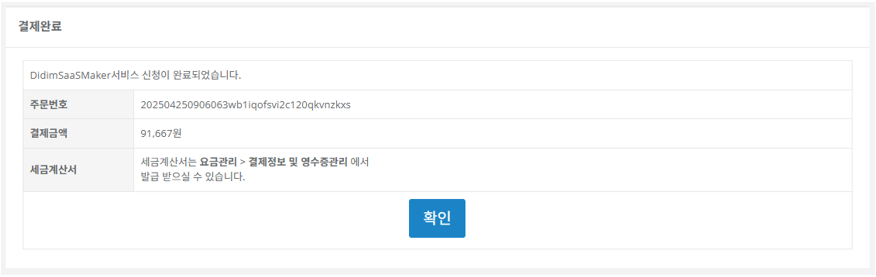 결제완료
DidimSaaSMaker서비스 신청이 완료되었습니다.
주문번호 202504250906063wb1iqofsvi2c120qkvnzkxs
결제금액 91,667원
세금계산서 세금계산서는 요금관리 > 결제정보 및 영수증관리 에서
발급 받으실 수 있습니다.
확인